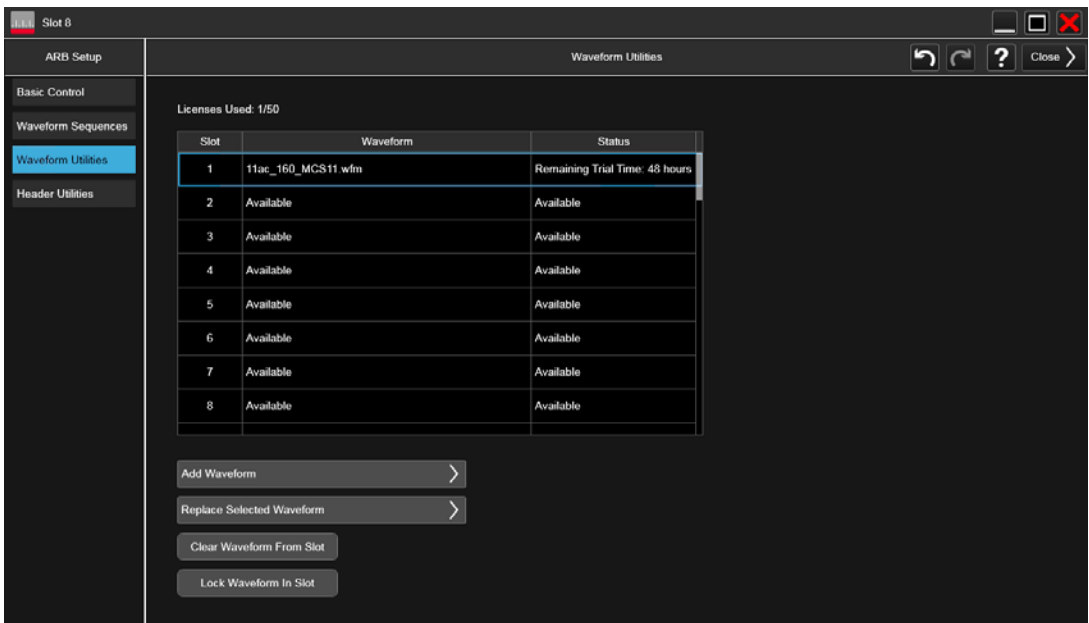 Slot 8
ARB Setup
Waveform Utilities
?
Close
Basic Control
Waveform Sequences
Waveform Utilities
Header Utilities
Licenses Used: 1/50
Slot Waveform Status
1 11ac_160_MCS11.wfm Remaining Trial Time: 48 hours
2 Available Available
3 Available Available
4 Available Available
5 Available Available
6 Available Available
7 Available Available
8 Available Available
Add Waveform
Replace Selected Waveform
Clear Waveform From Slot
Lock Waveform In Slot